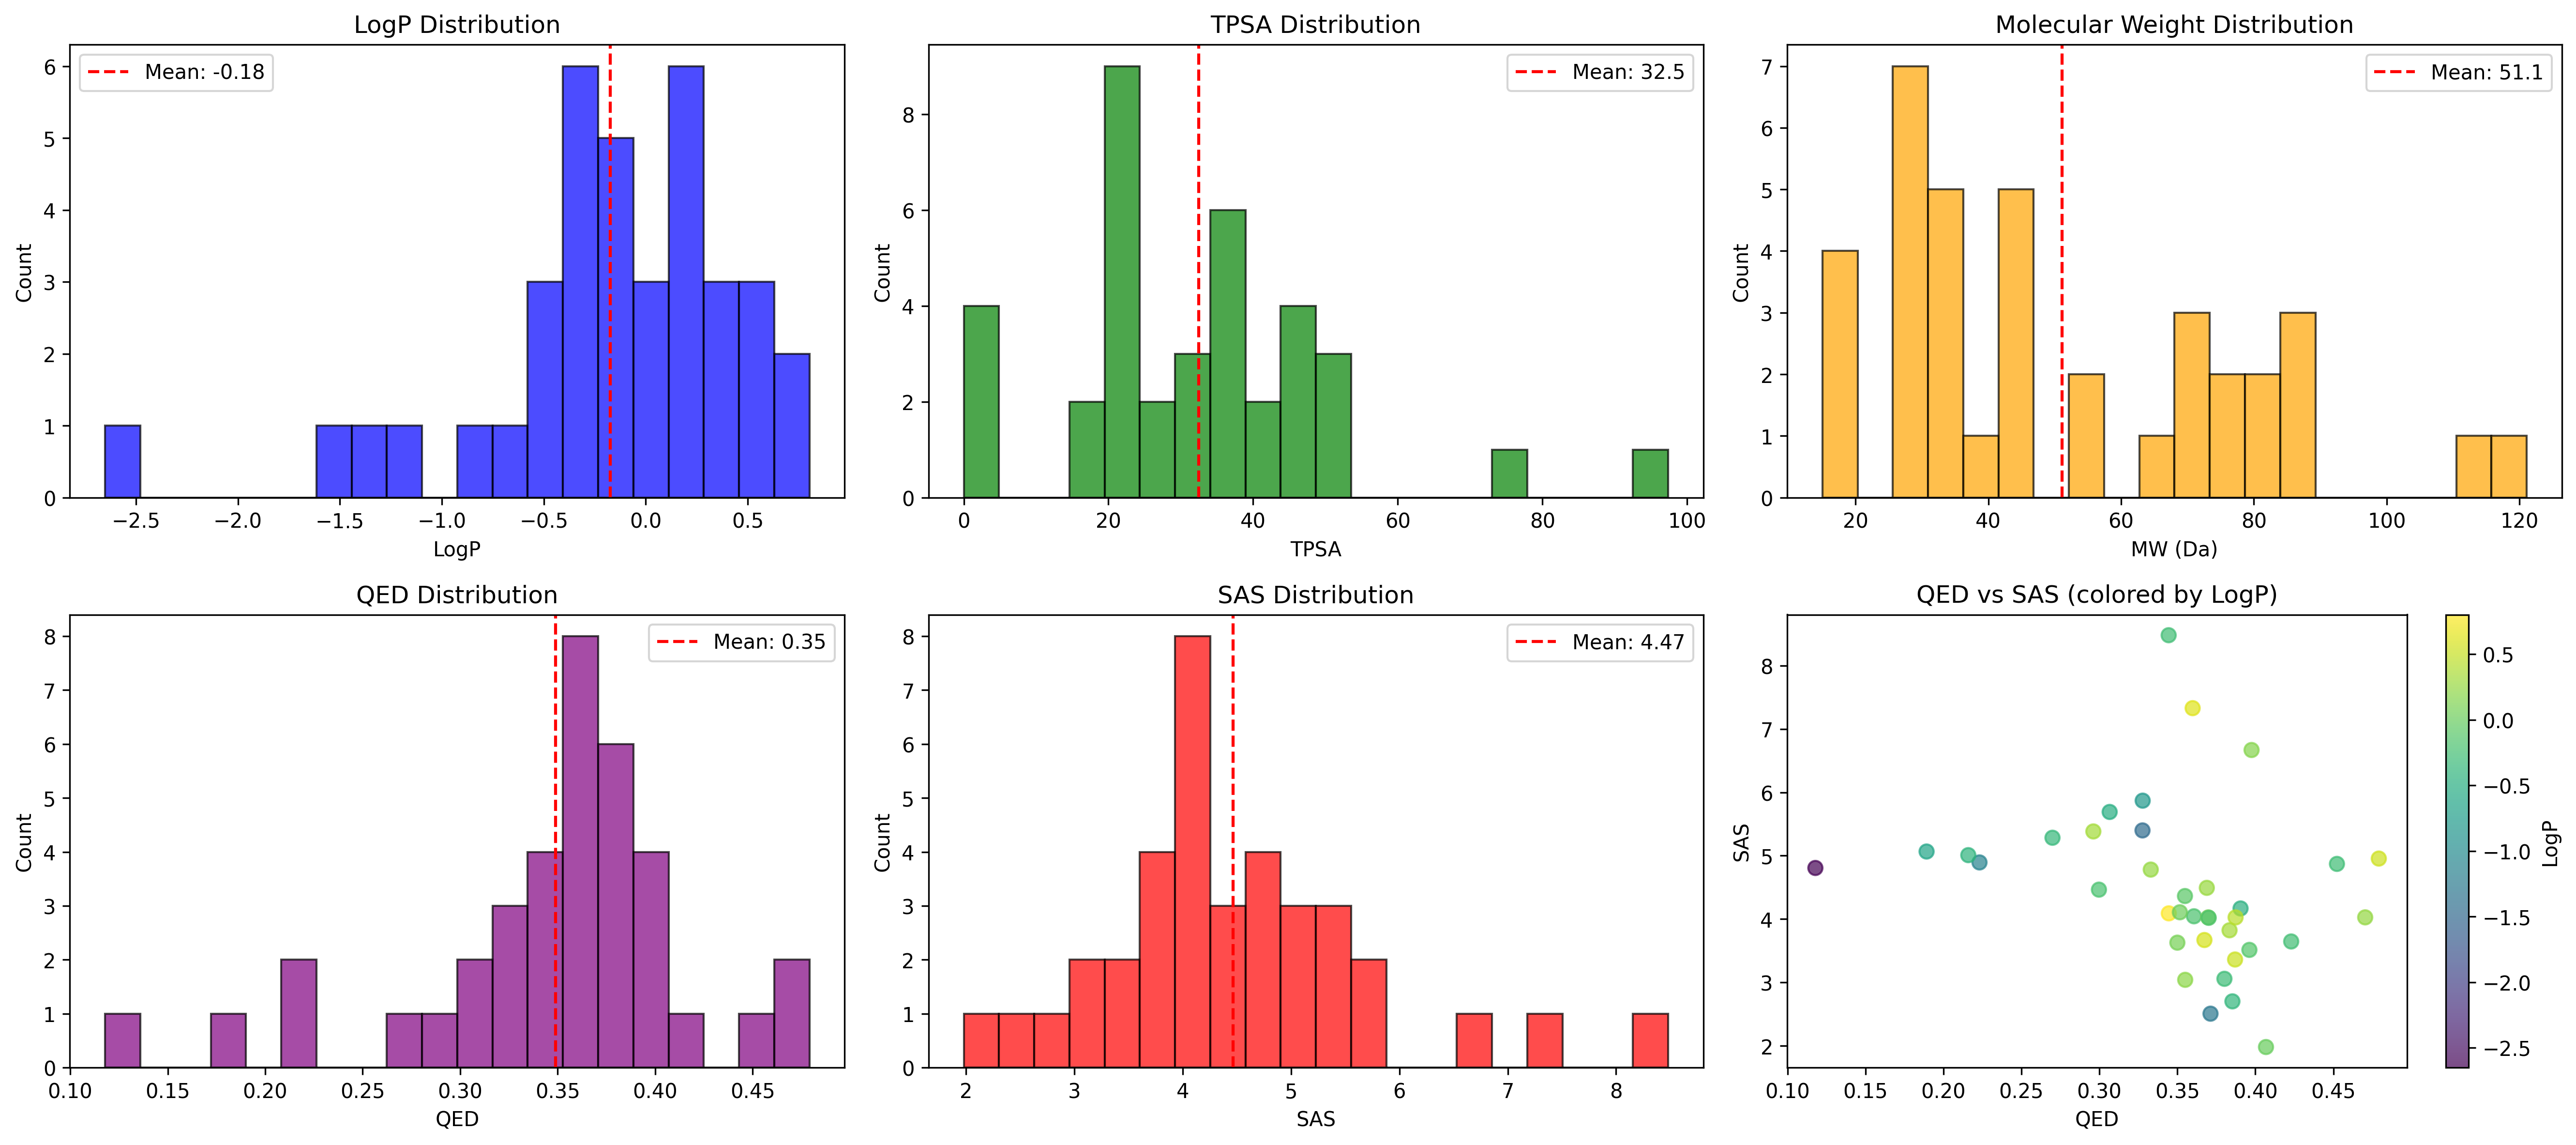 LogP Distribution
Mean: -0.18
6
5
4
3
2
1
0
Count
−2.5 −2.0 −1.5 −1.0 −0.5 0.0 0.5
LogP
TPSA Distribution
Mean: 32.5
8
6
4
2
0
Count
0 20 40 60 80 100
TPSA
Molecular Weight Distribution
Mean: 51.1
7
6
5
4
3
2
1
0
Count
20 40 60 80 100 120
MW (Da)
QED Distribution
Mean: 0.35
8
7
6
5
4
3
2
1
0
Count
0.10 0.15 0.20 0.25 0.30 0.35 0.40 0.45
QED
SAS Distribution
Mean: 4.47
8
7
6
5
4
3
2
1
0
Count
2 3 4 5 6 7 8
SAS
QED vs SAS (colored by LogP)
8
7
6
5
4
3
2
SAS
0.10 0.15 0.20 0.25 0.30 0.35 0.40 0.45
QED
0.5
0.0
−0.5
−1.0
−1.5
−2.0
−2.5
LogP